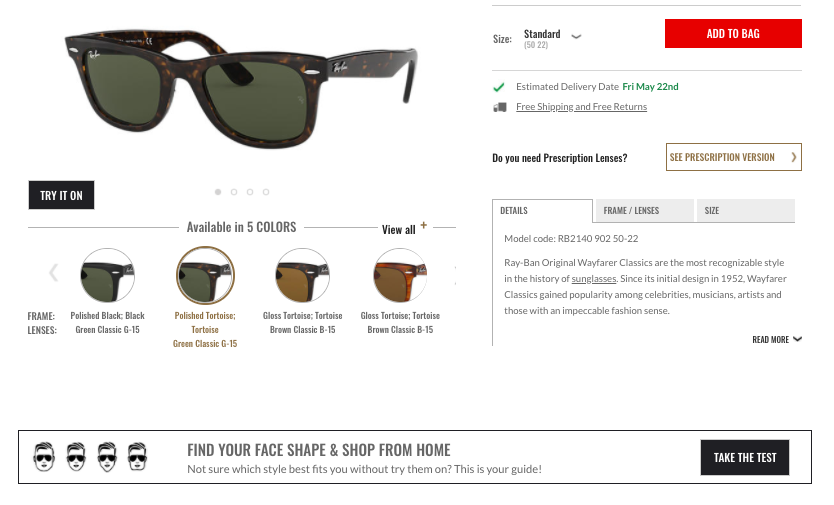 Ray-Ban
Ray-Ban
TRY IT ON
Available in 5 COLORS
View all +
FRAME:
LENSES:
Polished Black; Black
Green Classic G-15
Polished Tortoise;
Tortoise
Green Classic G-15
Gloss Tortoise; Tortoise
Brown Classic B-15
Gloss Tortoise; Tortoise
Brown Classic B-15
Size: Standard
(50 22)
ADD TO BAG
Estimated Delivery Date Fri May 22nd
Free Shipping and Free Returns
Do you need Prescription Lenses?
SEE PRESCRIPTION VERSION
DETAILS
FRAME / LENSES
SIZE
Model code: RB2140 902 50-22
Ray-Ban Original Wayfarer Classics are the most recognizable style
in the history of sunglasses. Since its initial design in 1952, Wayfarer
Classics gained popularity among celebrities, musicians, artists and
those with an impeccable fashion sense.
READ MORE
FIND YOUR FACE SHAPE & SHOP FROM HOME
Not sure which style best fits you without try them on? This is your guide!
TAKE THE TEST